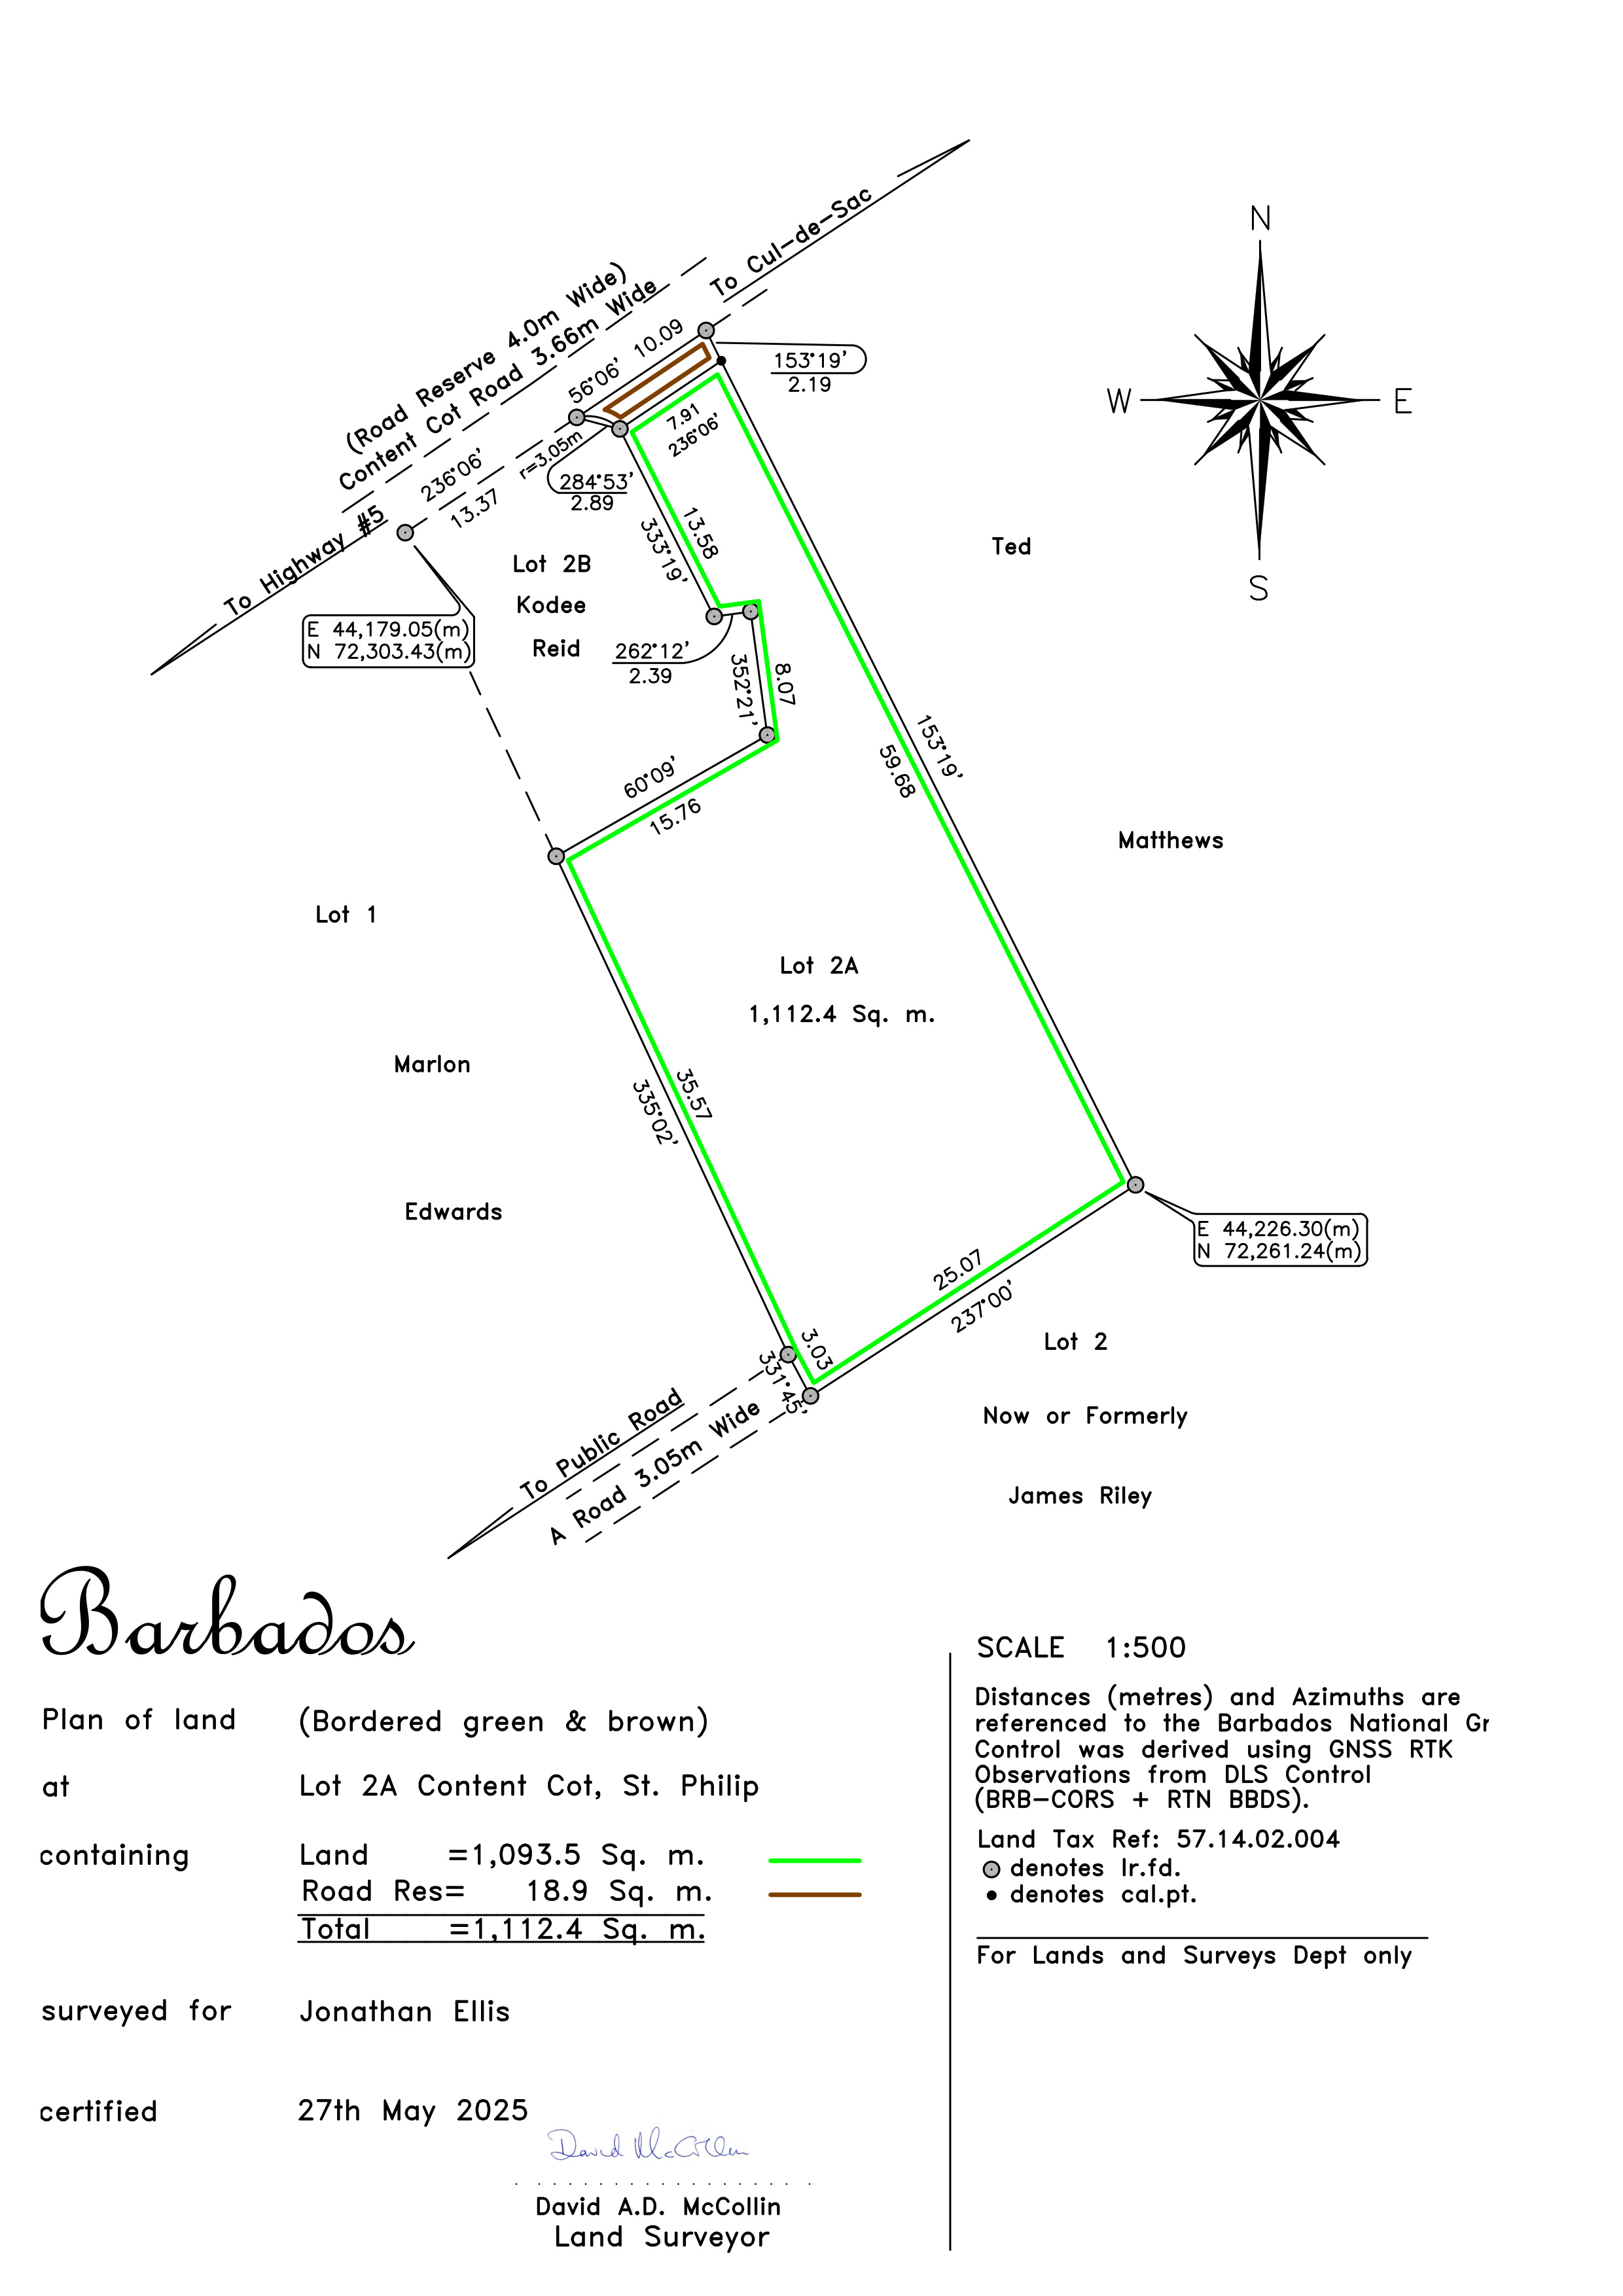 N
W
E
S
To Cul-de-Sac
(Road Reserve 4.0m Wide)
Content Cot Road 3.66m Wide
56°06' 10.09
153°19'
2.19
7.91
236°06'
236°06'
13.37
r=3.05m
284°53'
2.89
To Highway #5
333°19'
13.58
Lot 2B
Kodee
Reid
Ted
E 44,179.05(m)
N 72,303.43(m)
262°12'
2.39
352°21'
8.07
60°09'
15.76
153°19'
59.68
Matthews
Lot 1
Lot 2A
1,112.4 Sq. m.
Marlon
35.57
335°02'
Edwards
E 44,226.30(m)
N 72,261.24(m)
25.07
237°00'
3.03
331°45'
Lot 2
Now or Formerly
James Riley
To Public Road
A Road 3.05m Wide
Barbados
Plan of land (Bordered green & brown)
at Lot 2A Content Cot, St. Philip
containing Land =1,093.5 Sq. m.
Road Res= 18.9 Sq. m.
Total =1,112.4 Sq. m.
surveyed for Jonathan Ellis
certified 27th May 2025
David McCollin
David A.D. McCollin
Land Surveyor
SCALE 1:500
Distances (metres) and Azimuths are
referenced to the Barbados National Gr
Control was derived using GNSS RTK
Observations from DLS Control
(BRB-CORS + RTN BBDS).
Land Tax Ref: 57.14.02.004
denotes Ir.fd.
denotes cal.pt.
For Lands and Surveys Dept only